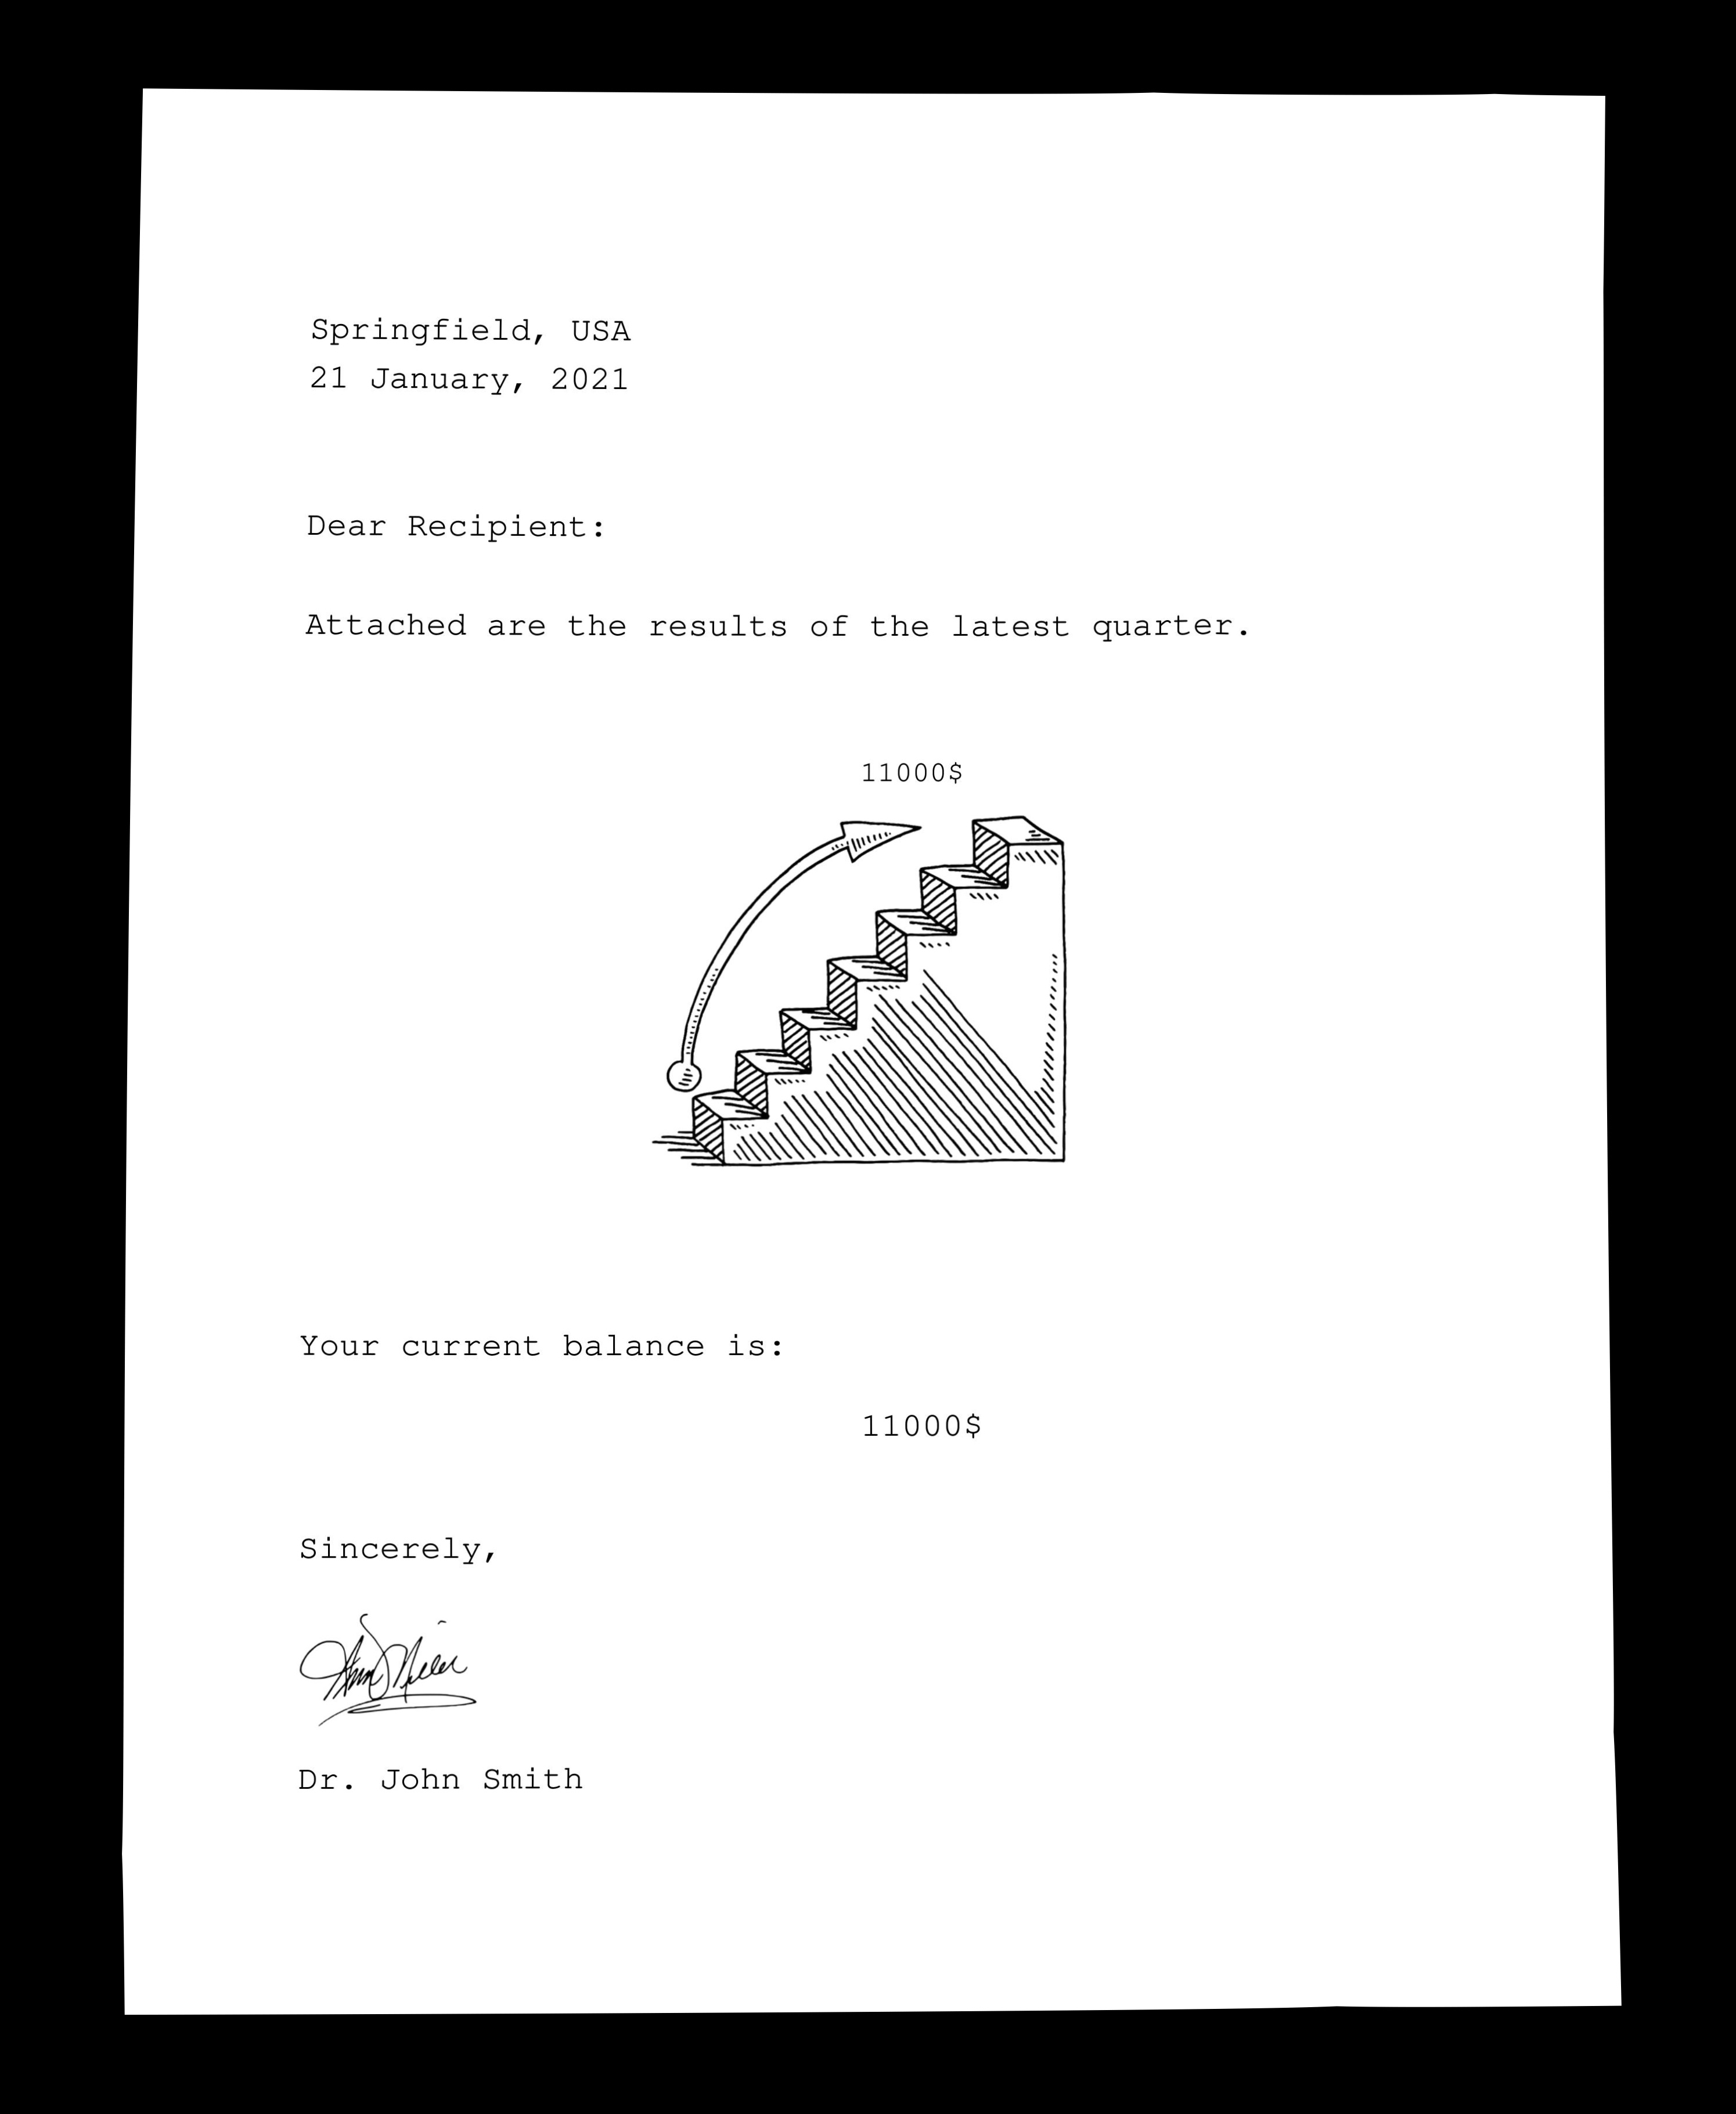 Springfield, USA
21 January, 2021
Dear Recipient:
Attached are the results of the latest quarter.
11000$
Your current balance is:
11000$
Sincerely,
Dr. John Smith